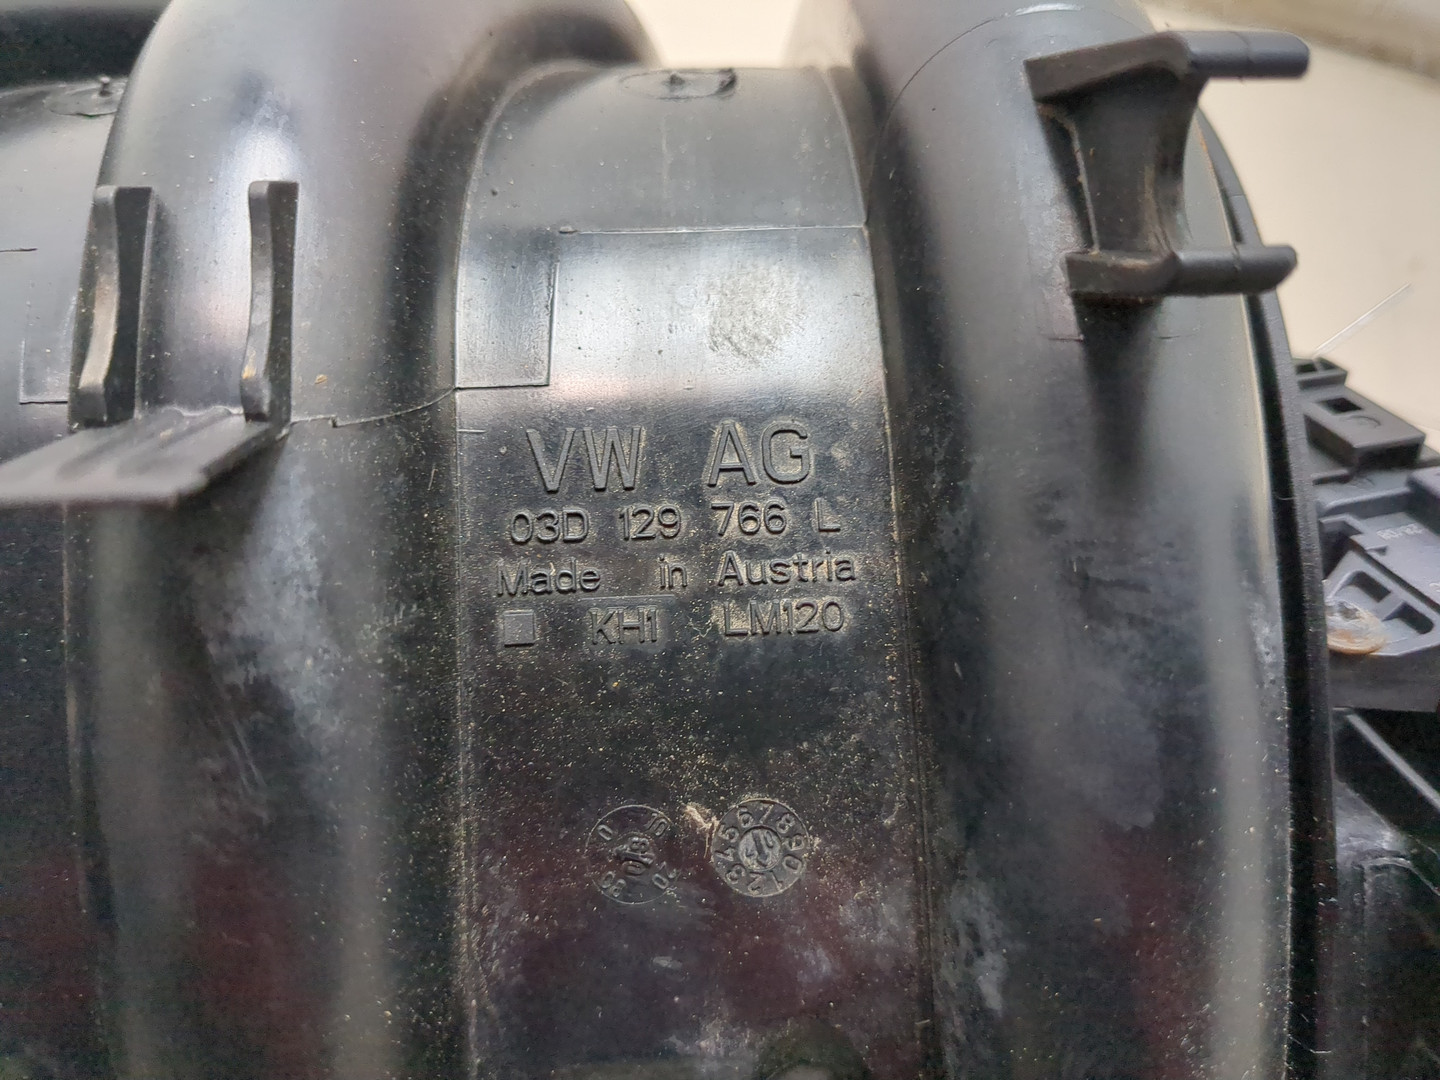 VW AG
03D 129 766 L
Made in Austria
KH1 LM120